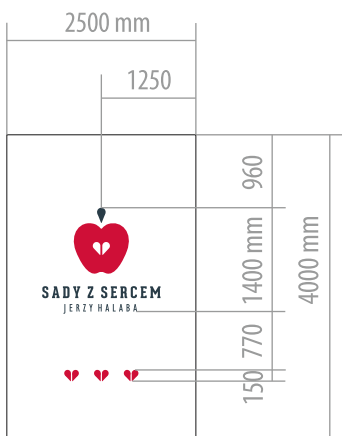 2500 mm
1250
960
1400 mm
4000 mm
770
150
SADY Z SERCEM
JERZY HALABA